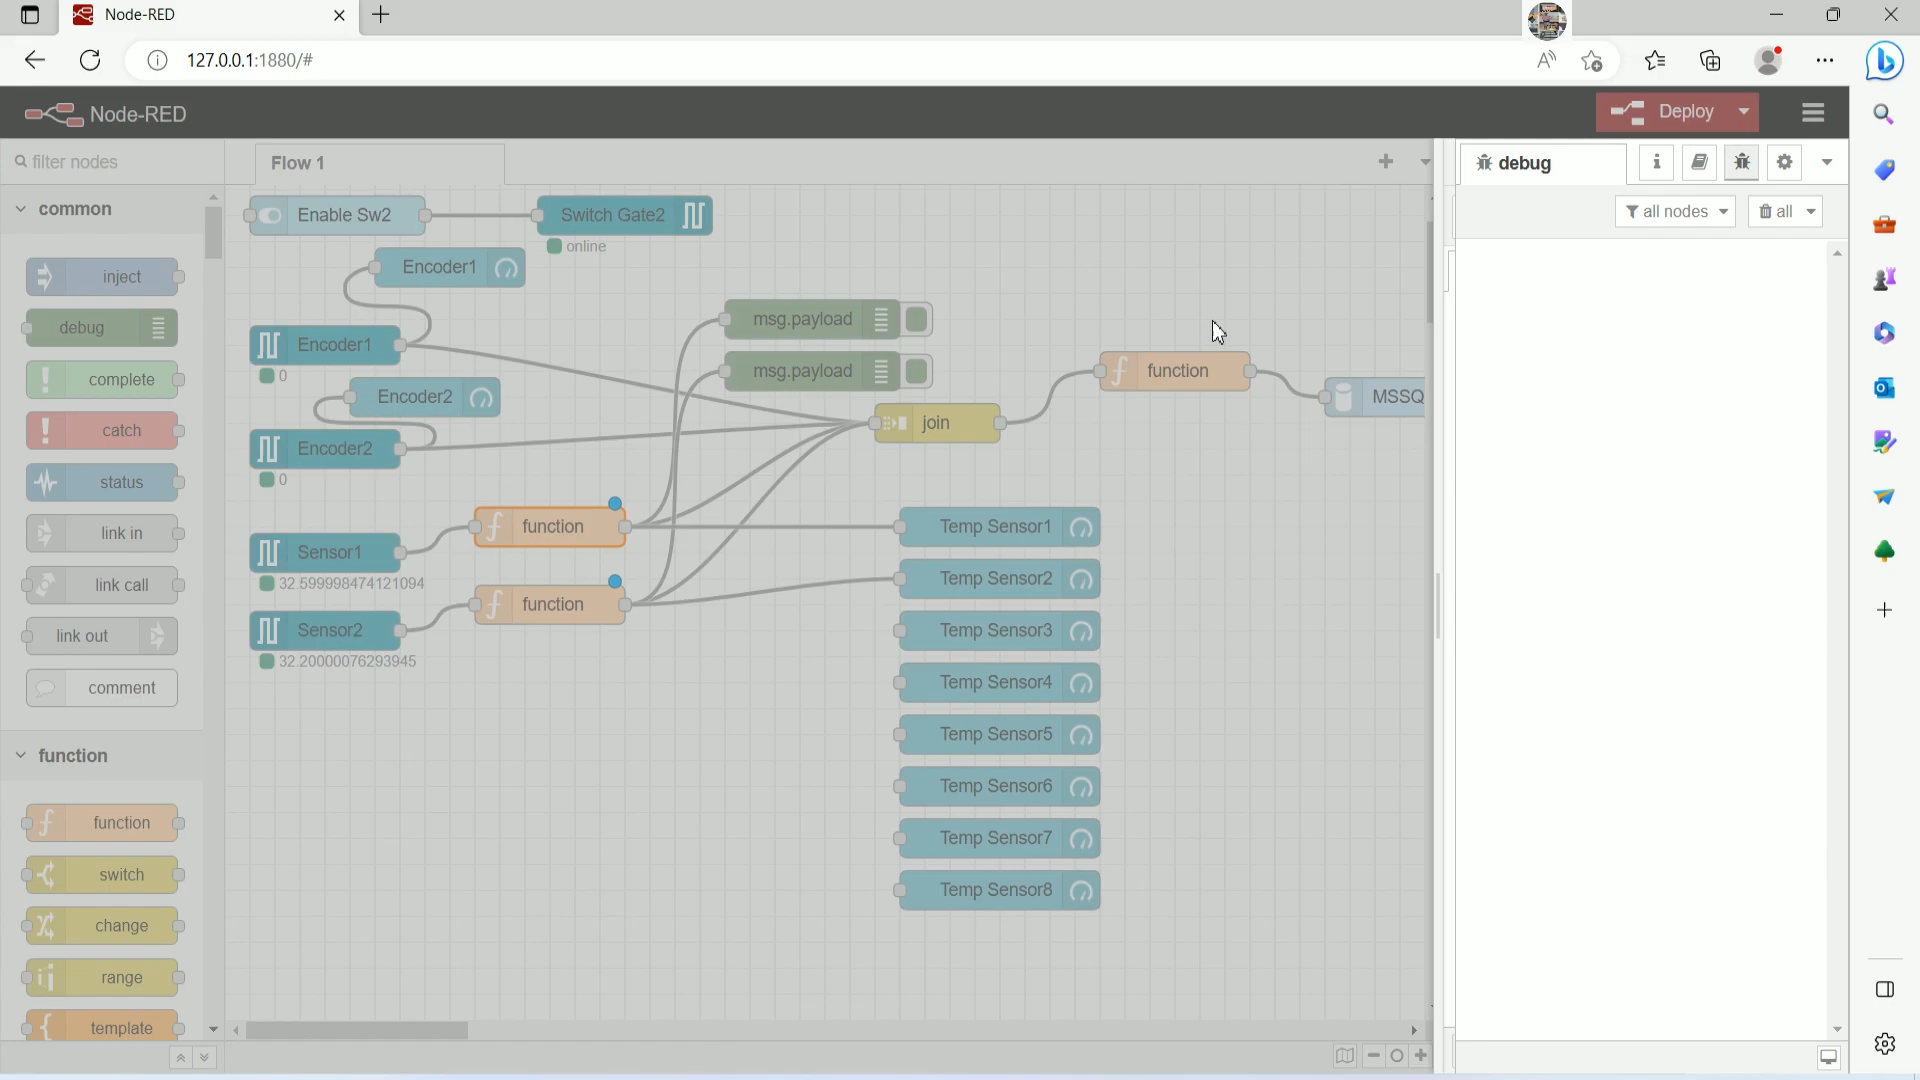 Node-RED
127.0.0.1:1880/#
Node-RED
Deploy
filter nodes
Flow 1
debug
i
all nodes
all
common
inject
debug
complete
catch
status
link in
link call
link out
comment
function
function
switch
change
range
template
Enable Sw2
Switch Gate2
online
Encoder1
Encoder1
0
Encoder2
Encoder2
0
Sensor1
32.599998474121094
Sensor2
32.20000076293945
function
function
msg.payload
msg.payload
join
function
MSSQ
Temp Sensor1
Temp Sensor2
Temp Sensor3
Temp Sensor4
Temp Sensor5
Temp Sensor6
Temp Sensor7
Temp Sensor8